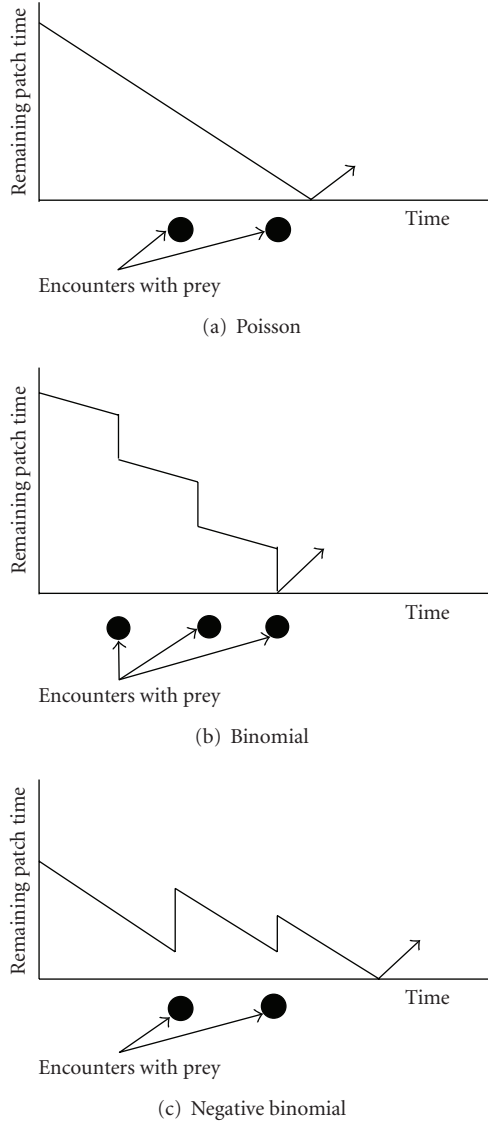 Remaining patch time
Time
Encounters with prey
(a) Poisson
Remaining patch time
Time
Encounters with prey
(b) Binomial
Remaining patch time
Time
Encounters with prey
(c) Negative binomial